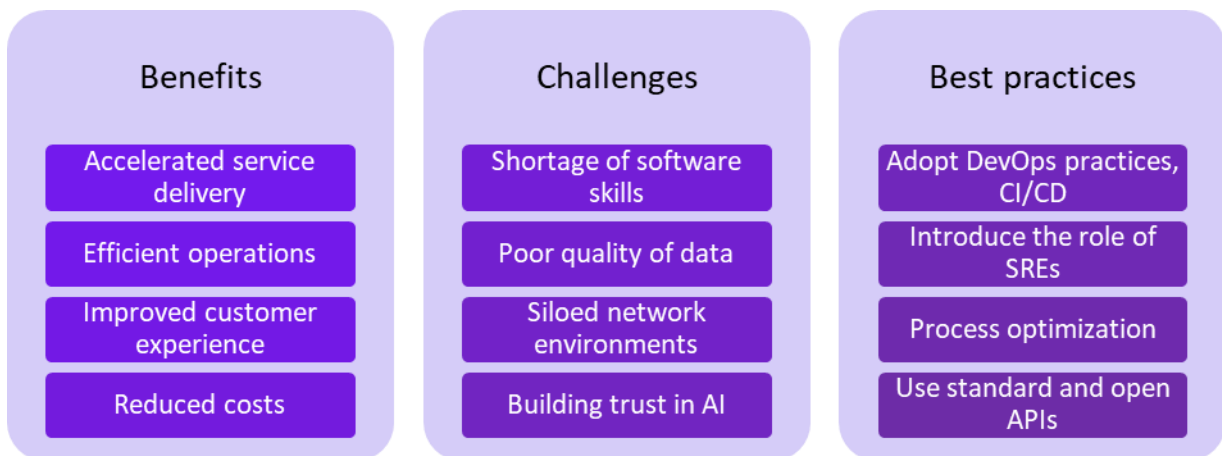 Benefits
Accelerated service
delivery
Efficient operations
Improved customer
experience
Reduced costs
Challenges
Shortage of software
skills
Poor quality of data
Siloed network
environments
Building trust in AI
Best practices
Adopt DevOps practices,
CI/CD
Introduce the role of
SREs
Process optimization
Use standard and open
APIs